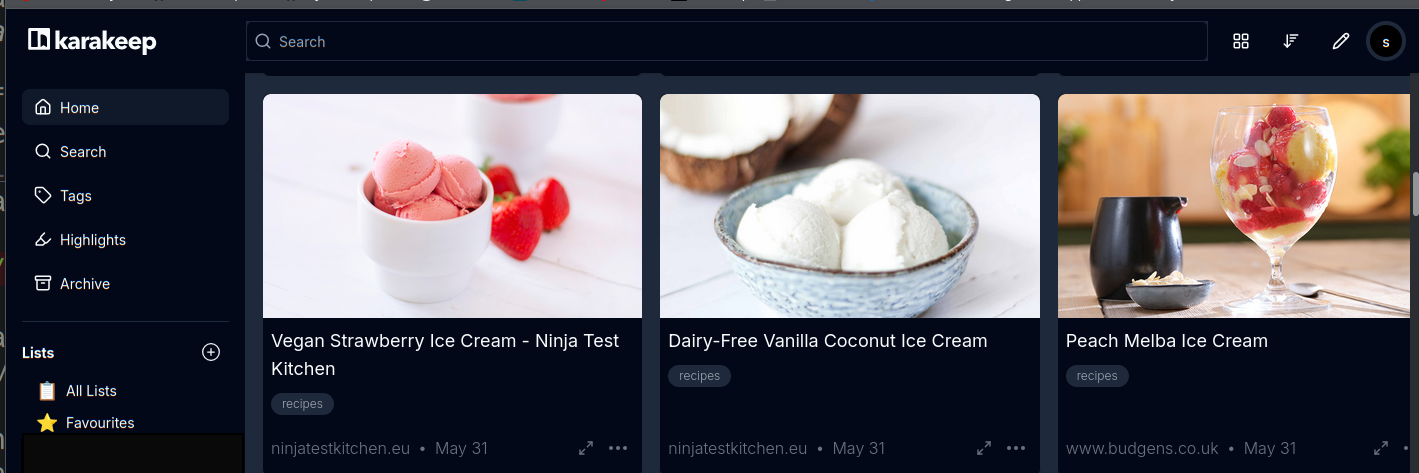 karakeep
Search
s
Home
Search
Tags
Highlights
Archive
Lists
All Lists
Favourites
Vegan Strawberry Ice Cream - Ninja Test
Kitchen
recipes
ninjatestkitchen.eu • May 31
Dairy-Free Vanilla Coconut Ice Cream
recipes
ninjatestkitchen.eu • May 31
Peach Melba Ice Cream
recipes
www.budgens.co.uk • May 31